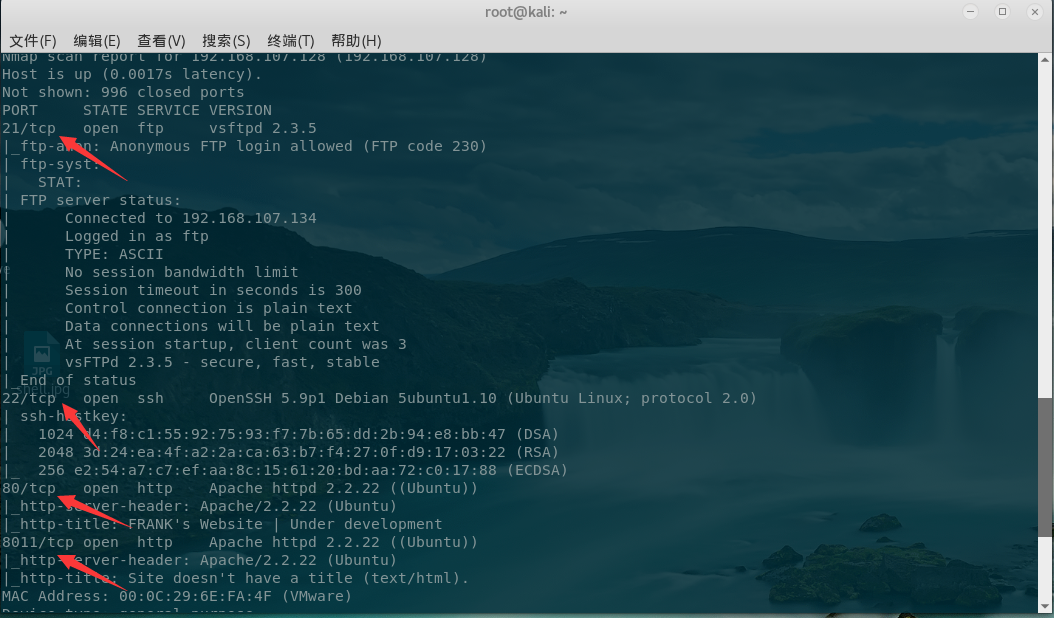 root@kali: ~
文件(F) 编辑(E) 查看(V) 搜索(S) 终端(T) 帮助(H)
Nmap scan report for 192.168.107.128 (192.168.107.128)
Host is up (0.0017s latency).
Not shown: 996 closed ports
PORT     STATE SERVICE VERSION
21/tcp   open  ftp     vsftpd 2.3.5
|_ftp-anon: Anonymous FTP login allowed (FTP code 230)
| ftp-syst:
|   STAT:
| FTP server status:
|      Connected to 192.168.107.134
|      Logged in as ftp
|      TYPE: ASCII
|      No session bandwidth limit
|      Session timeout in seconds is 300
|      Control connection is plain text
|      Data connections will be plain text
|      At session startup, client count was 3
|      vsFTPd 2.3.5 - secure, fast, stable
|_End of status
22/tcp   open  ssh     OpenSSH 5.9p1 Debian 5ubuntu1.10 (Ubuntu Linux; protocol 2.0)
| ssh-hostkey:
|   1024 d4:f8:c1:55:92:75:93:f7:7b:65:dd:2b:94:e8:bb:47 (DSA)
|   2048 3d:24:ea:4f:a2:2a:ca:63:b7:f4:27:0f:d9:17:03:22 (RSA)
|_  256 e2:54:a7:c7:ef:aa:8c:15:61:20:bd:aa:72:c0:17:88 (ECDSA)
80/tcp   open  http    Apache httpd 2.2.22 ((Ubuntu))
|_http-server-header: Apache/2.2.22 (Ubuntu)
|_http-title: FRANK's Website | Under development
8011/tcp open  http    Apache httpd 2.2.22 ((Ubuntu))
|_http-server-header: Apache/2.2.22 (Ubuntu)
|_http-title: Site doesn't have a title (text/html).
MAC Address: 00:0C:29:6E:FA:4F (VMware)
Device type: general purpose
JPG